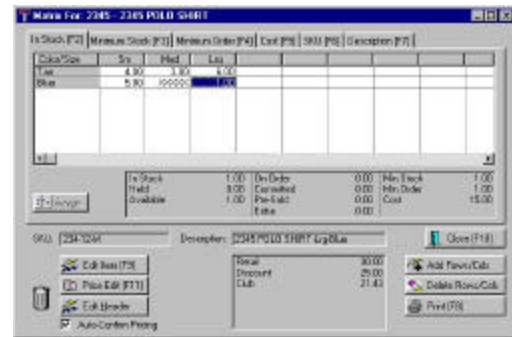 Matrix For: 2345 - 2345 POLO SHIRT
In Stock [F2] Minimum Stock [F3] Minimum Order [F4] Cost [F5] SKU [F6] Description [F7]
Color/Size Sm Med Lrg
Tan 4.00 3.00 6.00
Blue 5.00 XXXXXX 1.00
In Stock 1.00 On Order 0.00 Min Stock 1.00
Held 0.00 Committed 0.00 Min Order 1.00
Available 1.00 Pre-Sold 0.00 Cost 15.00
Extra 0.00
SKU: Description: 2345 POLO SHIRT Lrg Blue Close (F10)
Edit Item (F9) Retail 30.00 Add Rows/Cols
Price Edit (F11) Discount 25.00 Delete Rows/Cols
Edit Header Club 21.43 Print (F8)
Auto-Confirm Pricing